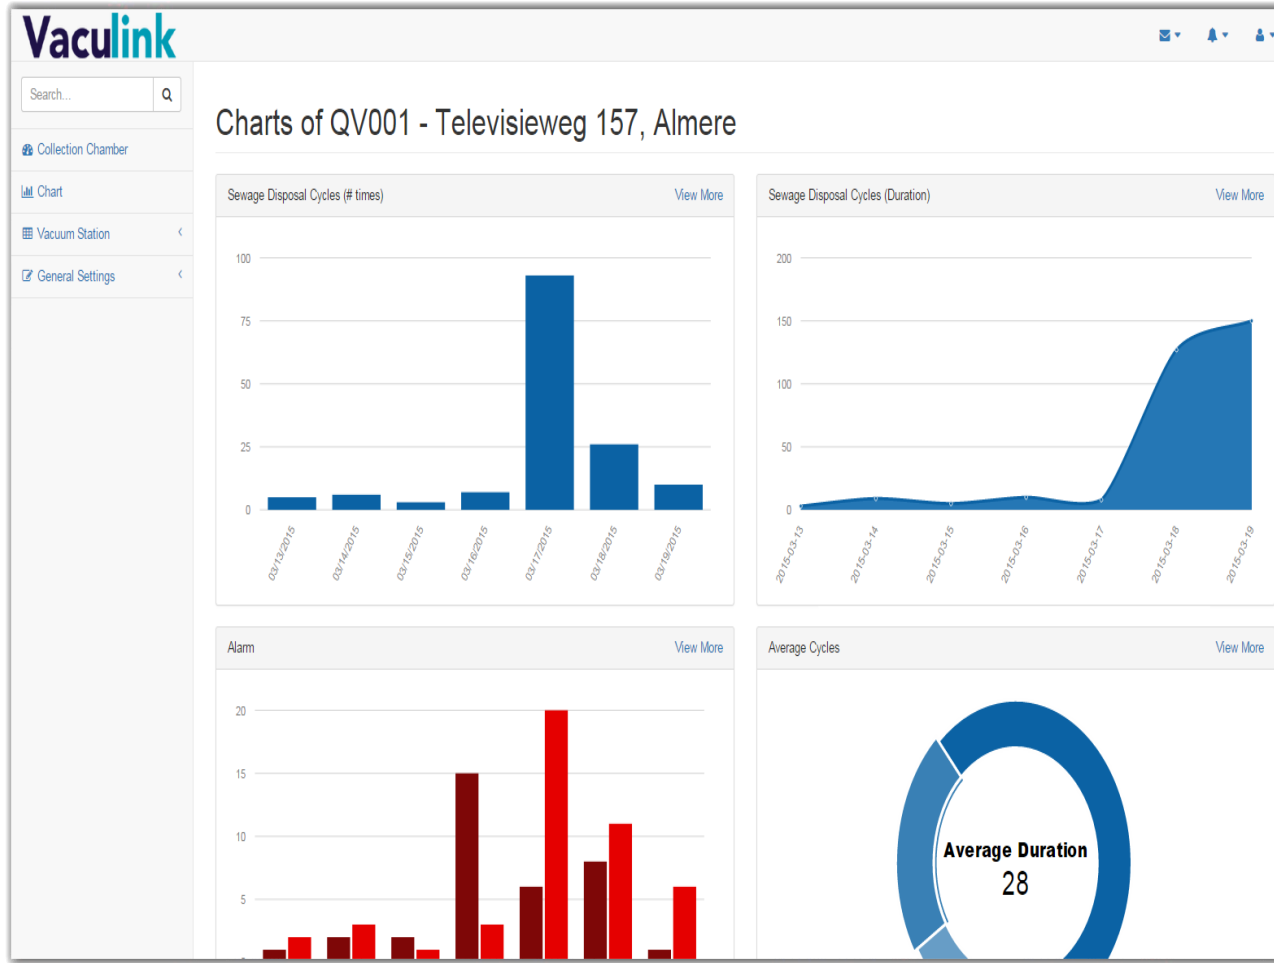 Vaculink
Search...
Collection Chamber
Chart
Vacuum Station
General Settings
Charts of QV001 - Televisieweg 157, Almere
Sewage Disposal Cycles (# times) View More
100
75
50
25
0
03/13/2015 03/14/2015 03/15/2015 03/16/2015 03/17/2015 03/18/2015 03/19/2015
Sewage Disposal Cycles (Duration) View More
200
150
100
50
0
2015-03-13 2015-03-14 2015-03-15 2015-03-16 2015-03-17 2015-03-18 2015-03-19
Alarm View More
20
15
10
5
Average Cycles View More
Average Duration
28